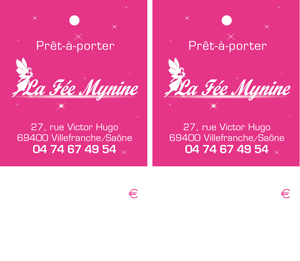 Prêt-à-porter
La Fée Mynine
27, rue Victor Hugo
69400 Villefranche/Saône
04 74 67 49 54
€
Prêt-à-porter
La Fée Mynine
27, rue Victor Hugo
69400 Villefranche/Saône
04 74 67 49 54
€